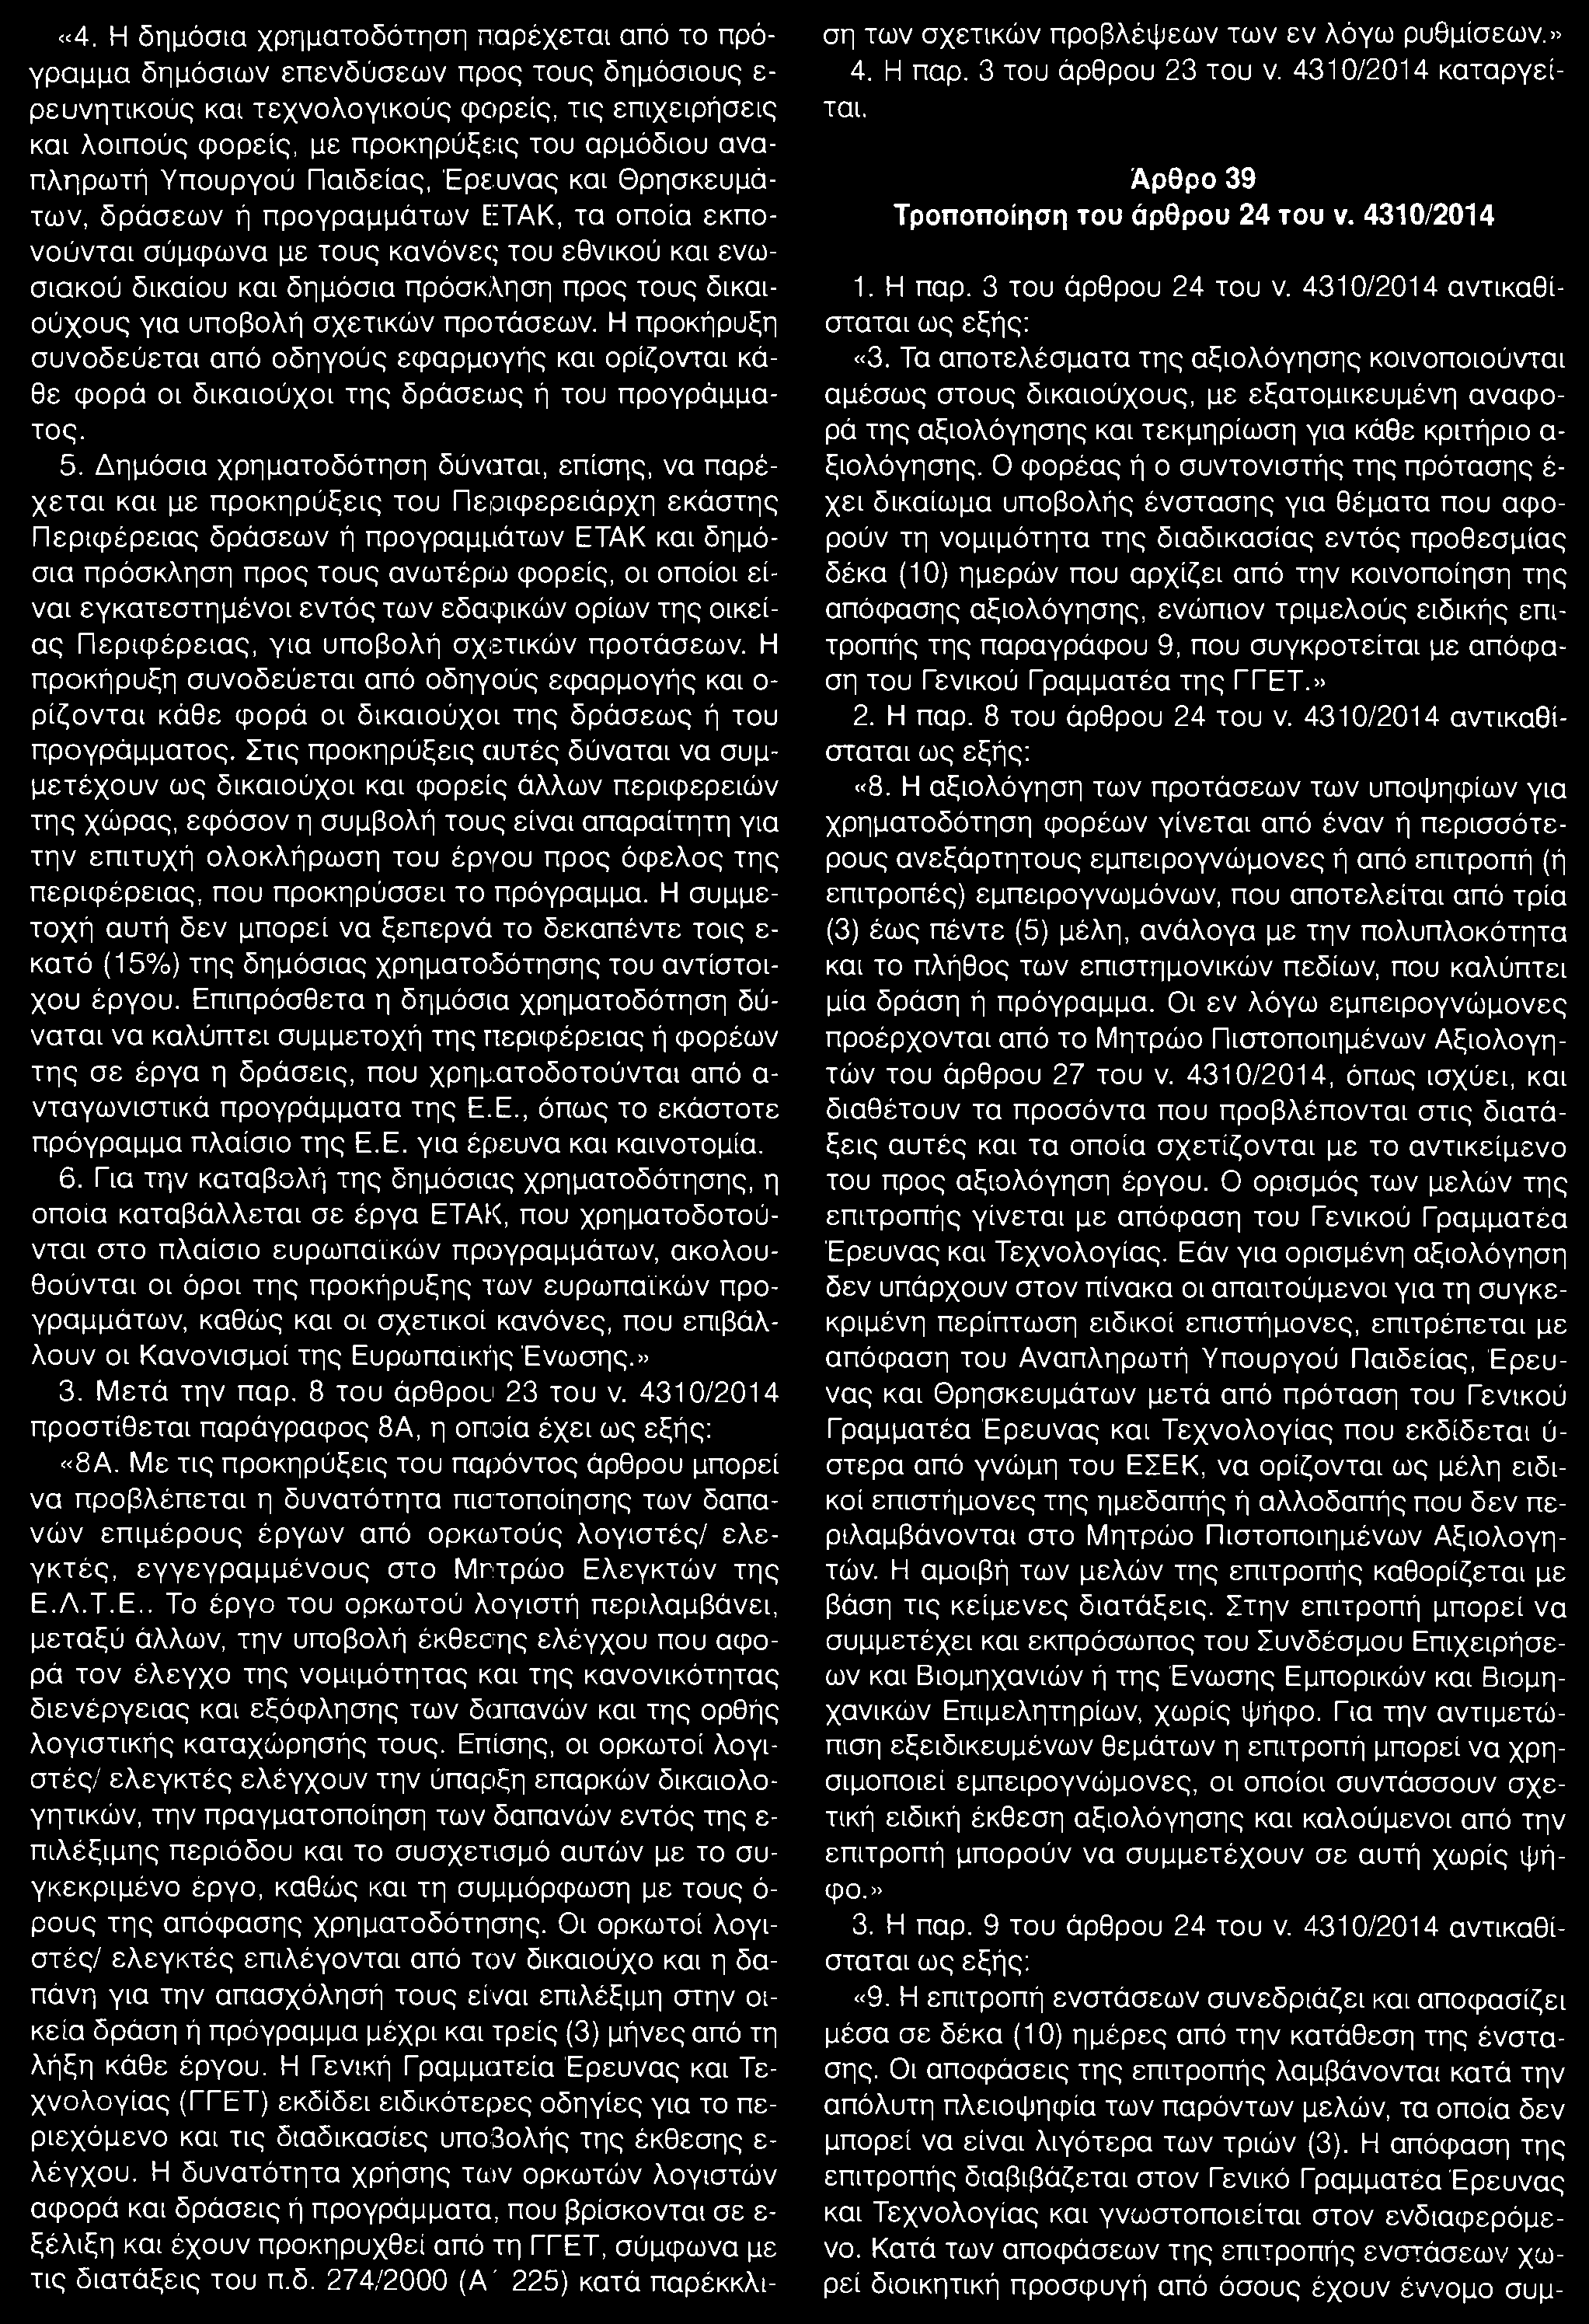 «4. Η δημόσια χρηματοδότηση παρέχεται από το πρό-
γραμμα δημόσιων επενδύσεων προς τους δημόσιους ε-
ρευνητικούς και τεχνολογικούς φορείς, τις επιχειρήσεις
και λοιπούς φορείς, με προκηρύξεις του αρμόδιου ανα-
πληρωτή Υπουργού Παιδείας, Έρευνας και Θρησκευμά-
των, δράσεων ή προγραμμάτων ΕΤΑΚ, τα οποία εκπο-
νούνται σύμφωνα με τους κανόνες του εθνικού και ενω-
σιακού δικαίου και δημόσια πρόσκληση προς τους δικαι-
ούχους για υποβολή σχετικών προτάσεων. Η προκήρυξη
συνοδεύεται από οδηγούς εφαρμογής και ορίζονται κά-
θε φορά οι δικαιούχοι της δράσεως ή του προγράμμα-
τος.
5. Δημόσια χρηματοδότηση δύναται, επίσης, να παρέ-
χεται και με προκηρύξεις του Περιφερειάρχη εκάστης
Περιφέρειας δράσεων ή προγραμμάτων ΕΤΑΚ και δημό-
σια πρόσκληση προς τους ανωτέρω φορείς, οι οποίοι εί-
ναι εγκατεστημένοι εντός των εδαφικών ορίων της οικεί-
ας Περιφέρειας, για υποβολή σχετικών προτάσεων. Η
προκήρυξη συνοδεύεται από οδηγούς εφαρμογής και ο-
ρίζονται κάθε φορά οι δικαιούχοι της δράσεως ή του
προγράμματος. Στις προκηρύξεις αυτές δύναται να συμ-
μετέχουν ως δικαιούχοι και φορείς άλλων περιφερειών
της χώρας, εφόσον η συμβολή τους είναι απαραίτητη για
την επιτυχή ολοκλήρωση του έργου προς όφελος της
περιφέρειας, που προκηρύσσει το πρόγραμμα. Η συμμε-
τοχή αυτή δεν μπορεί να ξεπερνά το δεκαπέντε τοις ε-
κατό (15%) της δημόσιας χρηματοδότησης του αντίστοι-
χου έργου. Επιπρόσθετα η δημόσια χρηματοδότηση δύ-
ναται να καλύπτει συμμετοχή της περιφέρειας ή φορέων
της σε έργα η δράσεις, που χρηματοδοτούνται από α-
νταγωνιστικά προγράμματα της Ε.Ε., όπως το εκάστοτε
πρόγραμμα πλαίσιο της Ε.Ε. για έρευνα και καινοτομία.
6. Για την καταβολή της δημόσιας χρηματοδότησης, η
οποία καταβάλλεται σε έργα ΕΤΑΚ, που χρηματοδοτού-
νται στο πλαίσιο ευρωπαϊκών προγραμμάτων, ακολου-
θούνται οι όροι της προκήρυξης των ευρωπαϊκών προ-
γραμμάτων, καθώς και οι σχετικοί κανόνες, που επιβάλ-
λουν οι Κανονισμοί της Ευρωπαϊκής Ένωσης.»
3. Μετά την παρ. 8 του άρθρου 23 του ν. 4310/2014
προστίθεται παράγραφος 8Α, η οποία έχει ως εξής:
«8Α. Με τις προκηρύξεις του παρόντος άρθρου μπορεί
να προβλέπεται η δυνατότητα πιστοποίησης των δαπα-
νών επιμέρους έργων από ορκωτούς λογιστές/ ελε-
γκτές, εγγεγραμμένους στο Μητρώο Ελεγκτών της
Ε.Λ.Τ.Ε.. Το έργο του ορκωτού λογιστή περιλαμβάνει,
μεταξύ άλλων, την υποβολή έκθεσης ελέγχου που αφο-
ρά τον έλεγχο της νομιμότητας και της κανονικότητας
διενέργειας και εξόφλησης των δαπανών και της ορθής
λογιστικής καταχώρησής τους. Επίσης, οι ορκωτοί λογι-
στές/ ελεγκτές ελέγχουν την ύπαρξη επαρκών δικαιολο-
γητικών, την πραγματοποίηση των δαπανών εντός της ε-
πιλέξιμης περιόδου και το συσχετισμό αυτών με το συ-
γκεκριμένο έργο, καθώς και τη συμμόρφωση με τους ό-
ρους της απόφασης χρηματοδότησης. Οι ορκωτοί λογι-
στές/ ελεγκτές επιλέγονται από τον δικαιούχο και η δα-
πάνη για την απασχόλησή τους είναι επιλέξιμη στην οι-
κεία δράση ή πρόγραμμα μέχρι και τρείς (3) μήνες από τη
λήξη κάθε έργου. Η Γενική Γραμματεία Έρευνας και Τε-
χνολογίας (ΓΓΕΤ) εκδίδει ειδικότερες οδηγίες για το πε-
ριεχόμενο και τις διαδικασίες υποβολής της έκθεσης ε-
λέγχου. Η δυνατότητα χρήσης των ορκωτών λογιστών
αφορά και δράσεις ή προγράμματα, που βρίσκονται σε ε-
ξέλιξη και έχουν προκηρυχθεί από τη ΓΓΕΤ, σύμφωνα με
τις διατάξεις του π.δ. 274/2000 (Α΄ 225) κατά παρέκκλι-
ση των σχετικών προβλέψεων των εν λόγω ρυθμίσεων.»
4. Η παρ. 3 του άρθρου 23 του ν. 4310/2014 καταργεί-
ται.
Άρθρο 39
Τροποποίηση του άρθρου 24 του ν. 4310/2014
1. Η παρ. 3 του άρθρου 24 του ν. 4310/2014 αντικαθί-
σταται ως εξής:
«3. Τα αποτελέσματα της αξιολόγησης κοινοποιούνται
αμέσως στους δικαιούχους, με εξατομικευμένη αναφο-
ρά της αξιολόγησης και τεκμηρίωση για κάθε κριτήριο α-
ξιολόγησης. Ο φορέας ή ο συντονιστής της πρότασης έ-
χει δικαίωμα υποβολής ένστασης για θέματα που αφο-
ρούν τη νομιμότητα της διαδικασίας εντός προθεσμίας
δέκα (10) ημερών που αρχίζει από την κοινοποίηση της
απόφασης αξιολόγησης, ενώπιον τριμελούς ειδικής επι-
τροπής της παραγράφου 9, που συγκροτείται με απόφα-
ση του Γενικού Γραμματέα της ΓΓΕΤ.»
2. Η παρ. 8 του άρθρου 24 του ν. 4310/2014 αντικαθί-
σταται ως εξής:
«8. Η αξιολόγηση των προτάσεων των υποψηφίων για
χρηματοδότηση φορέων γίνεται από έναν ή περισσότε-
ρους ανεξάρτητους εμπειρογνώμονες ή από επιτροπή (ή
επιτροπές) εμπειρογνωμόνων, που αποτελείται από τρία
(3) έως πέντε (5) μέλη, ανάλογα με την πολυπλοκότητα
και το πλήθος των επιστημονικών πεδίων, που καλύπτει
μία δράση ή πρόγραμμα. Οι εν λόγω εμπειρογνώμονες
προέρχονται από το Μητρώο Πιστοποιημένων Αξιολογη-
τών του άρθρου 27 του ν. 4310/2014, όπως ισχύει, και
διαθέτουν τα προσόντα που προβλέπονται στις διατά-
ξεις αυτές και τα οποία σχετίζονται με το αντικείμενο
του προς αξιολόγηση έργου. Ο ορισμός των μελών της
επιτροπής γίνεται με απόφαση του Γενικού Γραμματέα
Έρευνας και Τεχνολογίας. Εάν για ορισμένη αξιολόγηση
δεν υπάρχουν στον πίνακα οι απαιτούμενοι για τη συγκε-
κριμένη περίπτωση ειδικοί επιστήμονες, επιτρέπεται με
απόφαση του Αναπληρωτή Υπουργού Παιδείας, Έρευ-
νας και Θρησκευμάτων μετά από πρόταση του Γενικού
Γραμματέα Έρευνας και Τεχνολογίας που εκδίδεται ύ-
στερα από γνώμη του ΕΣΕΚ, να ορίζονται ως μέλη ειδι-
κοί επιστήμονες της ημεδαπής ή αλλοδαπής που δεν πε-
ριλαμβάνονται στο Μητρώο Πιστοποιημένων Αξιολογη-
τών. Η αμοιβή των μελών της επιτροπής καθορίζεται με
βάση τις κείμενες διατάξεις. Στην επιτροπή μπορεί να
συμμετέχει και εκπρόσωπος του Συνδέσμου Επιχειρήσε-
ων και Βιομηχανιών ή της Ένωσης Εμπορικών και Βιομη-
χανικών Επιμελητηρίων, χωρίς ψήφο. Για την αντιμετώ-
πιση εξειδικευμένων θεμάτων η επιτροπή μπορεί να χρη-
σιμοποιεί εμπειρογνώμονες, οι οποίοι συντάσσουν σχε-
τική ειδική έκθεση αξιολόγησης και καλούμενοι από την
επιτροπή μπορούν να συμμετέχουν σε αυτή χωρίς ψή-
φο.»
3. Η παρ. 9 του άρθρου 24 του ν. 4310/2014 αντικαθί-
σταται ως εξής:
«9. Η επιτροπή ενστάσεων συνεδριάζει και αποφασίζει
μέσα σε δέκα (10) ημέρες από την κατάθεση της ένστα-
σης. Οι αποφάσεις της επιτροπής λαμβάνονται κατά την
απόλυτη πλειοψηφία των παρόντων μελών, τα οποία δεν
μπορεί να είναι λιγότερα των τριών (3). Η απόφαση της
επιτροπής διαβιβάζεται στον Γενικό Γραμματέα Έρευνας
και Τεχνολογίας και γνωστοποιείται στον ενδιαφερόμε-
νο. Κατά των αποφάσεων της επιτροπής ενστάσεων χω-
ρεί διοικητική προσφυγή από όσους έχουν έννομο συμ-